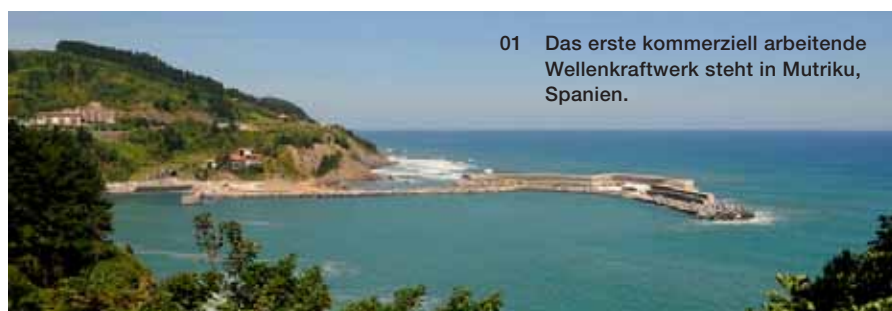 01 Das erste kommerziell arbeitende
Wellenkraftwerk steht in Mutriku,
Spanien.